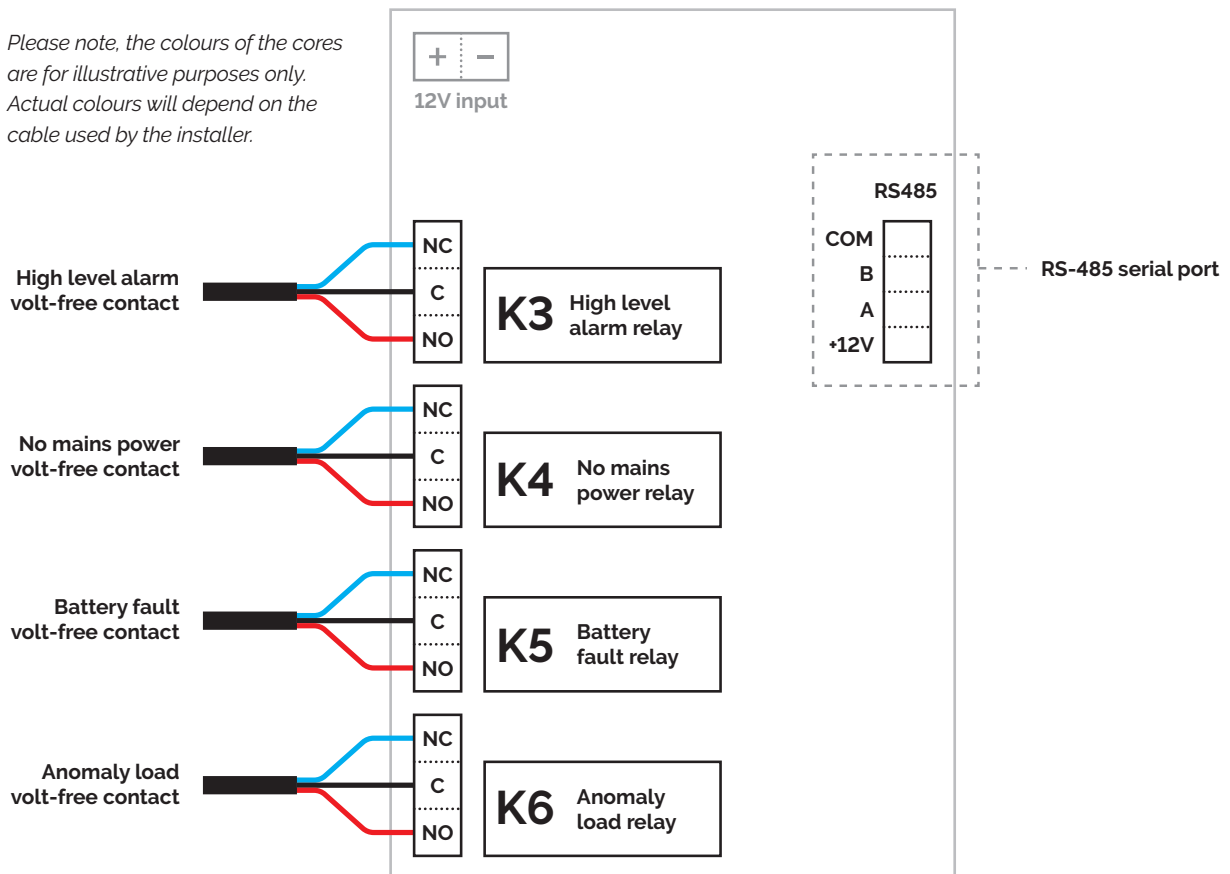 Please note, the colours of the cores
are for illustrative purposes only.
Actual colours will depend on the
cable used by the installer.
+ −
12V input
RS485
COM
B
A
+12V
RS-485 serial port
High level alarm
volt-free contact
NC
C
NO
K3 High level
alarm relay
No mains power
volt-free contact
NC
C
NO
K4 No mains
power relay
Battery fault
volt-free contact
NC
C
NO
K5 Battery
fault relay
Anomaly load
volt-free contact
NC
C
NO
K6 Anomaly
load relay